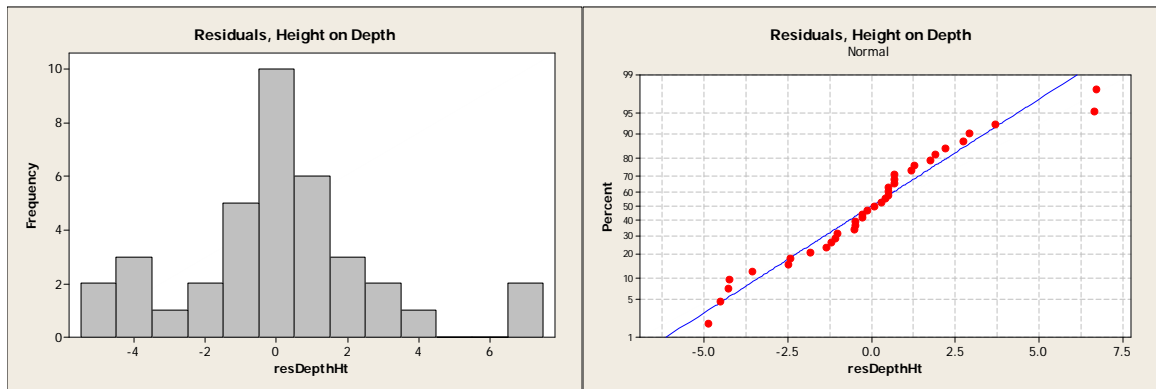 Residuals, Height on Depth
10
8
6
4
2
0
Frequency
-4 -2 0 2 4 6
resDepthHt
Residuals, Height on Depth
Normal
99
95
90
80
70
60
50
40
30
20
10
5
1
Percent
-5.0 -2.5 0.0 2.5 5.0 7.5
resDepthHt